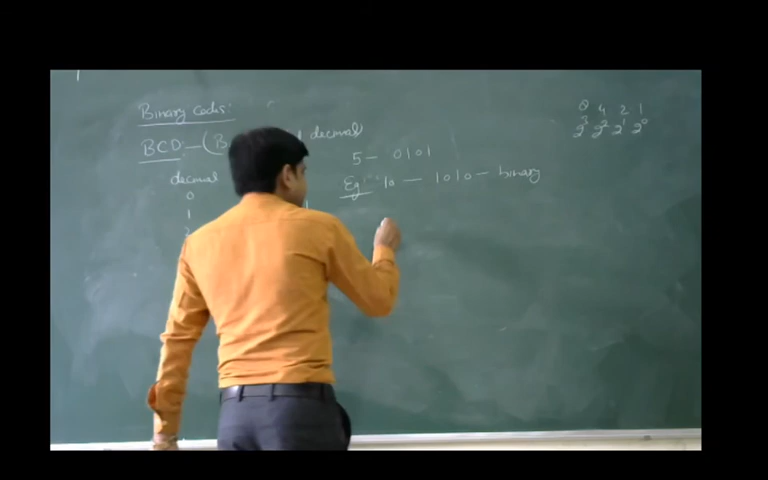 Binary codes:
8 4 2 1
2³ 2² 2¹ 2⁰
BCD:- (B decimal
5 - 0101
decimal
Eg: 10 - 1010 - binary
0
1
2